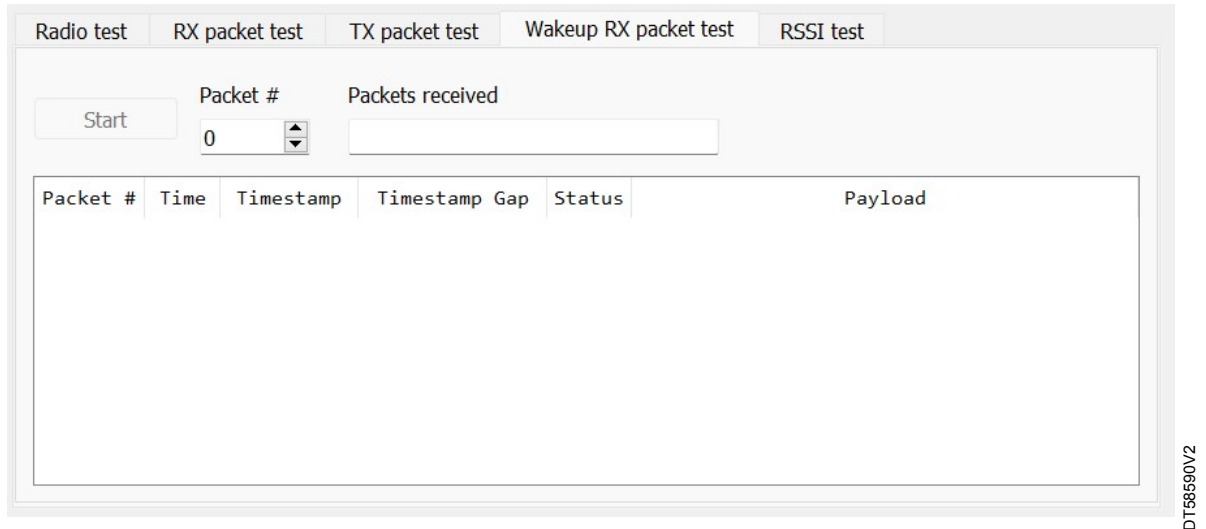 Radio test RX packet test TX packet test Wakeup RX packet test RSSI test
Packet # Packets received
Start
0
Packet # Time Timestamp Timestamp Gap Status Payload
DT58590V2